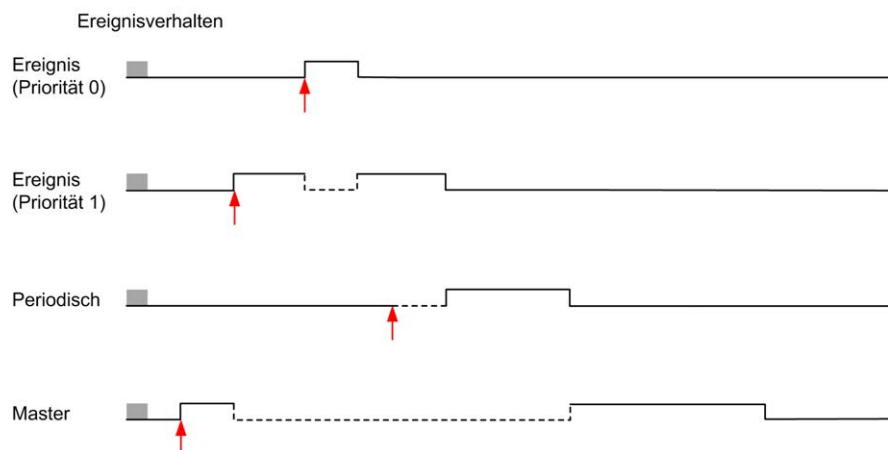 Ereignisverhalten
Ereignis
(Priorität 0)
Ereignis
(Priorität 1)
Periodisch
Master